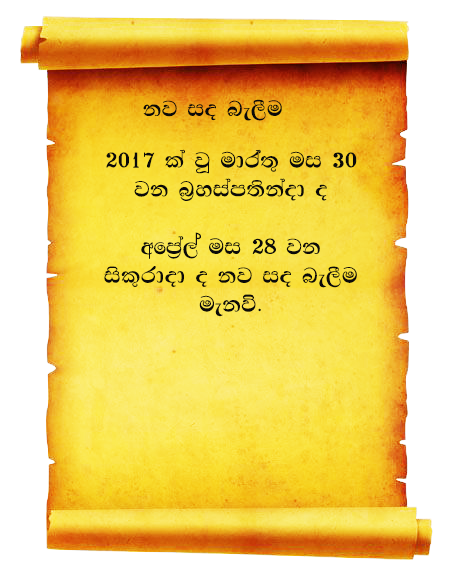 නව සඳ බැලීම
2017 ක් වූ මාර්තු මස 30
වන බ්‍රහස්පතින්දා ද
අප්‍රේල් මස 28 වන
සිකුරාදා ද නව සඳ බැලීම
මැනවි.